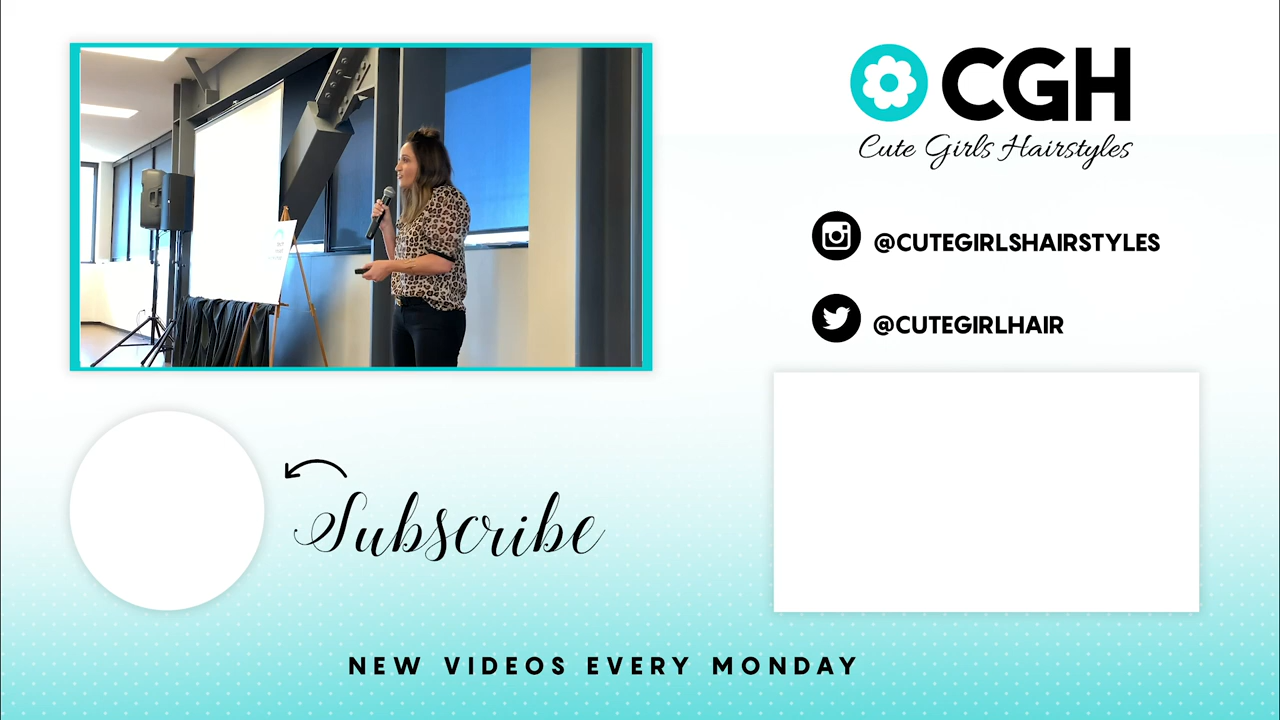 CGH
Cute Girls Hairstyles
@CUTEGIRLSHAIRSTYLES
@CUTEGIRLHAIR
Subscribe
NEW VIDEOS EVERY MONDAY